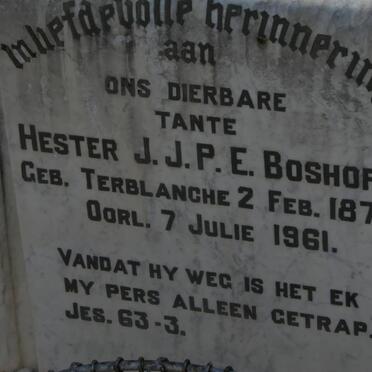 Inliefdevolle herinnering
aan
ONS DIERBARE
TANTE
HESTER J.J.P.E. BOSHOF
GEB. TERBLANCHE 2 FEB. 187
OORL. 7 JULIE 1961.
VANDAT HY WEG IS HET EK
MY PERS ALLEEN GETRAP.
JES. 63-3.